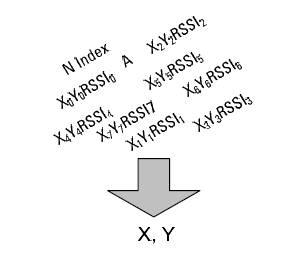 N Index A X₂Y₂RSSI₂
X₀Y₀RSSI₀ X₅Y₅RSSI₅
X₄Y₄RSSI₄ X₇Y₇RSSI7 X₆Y₆RSSI₆
X₁Y₁RSSI₁ X₃Y₃RSSI₃
X, Y